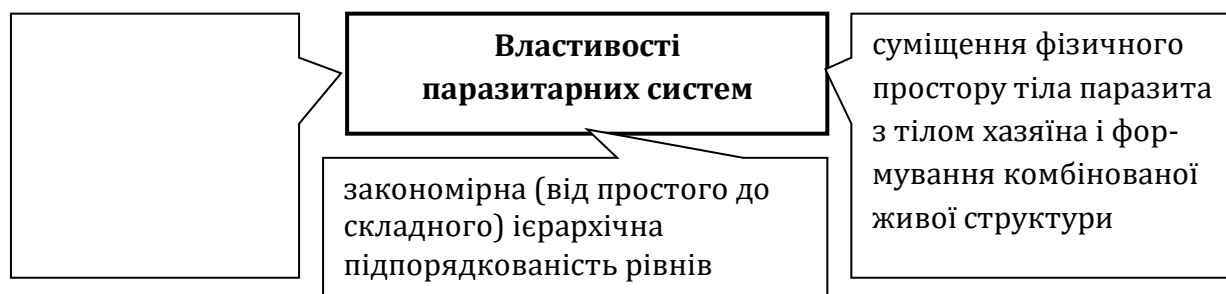 Властивості
паразитарних систем
закономірна (від простого до
складного) ієрархічна
підпорядкованість рівнів
суміщення фізичного
простору тіла паразита
з тілом хазяїна і фор-
мування комбінованої
живої структури